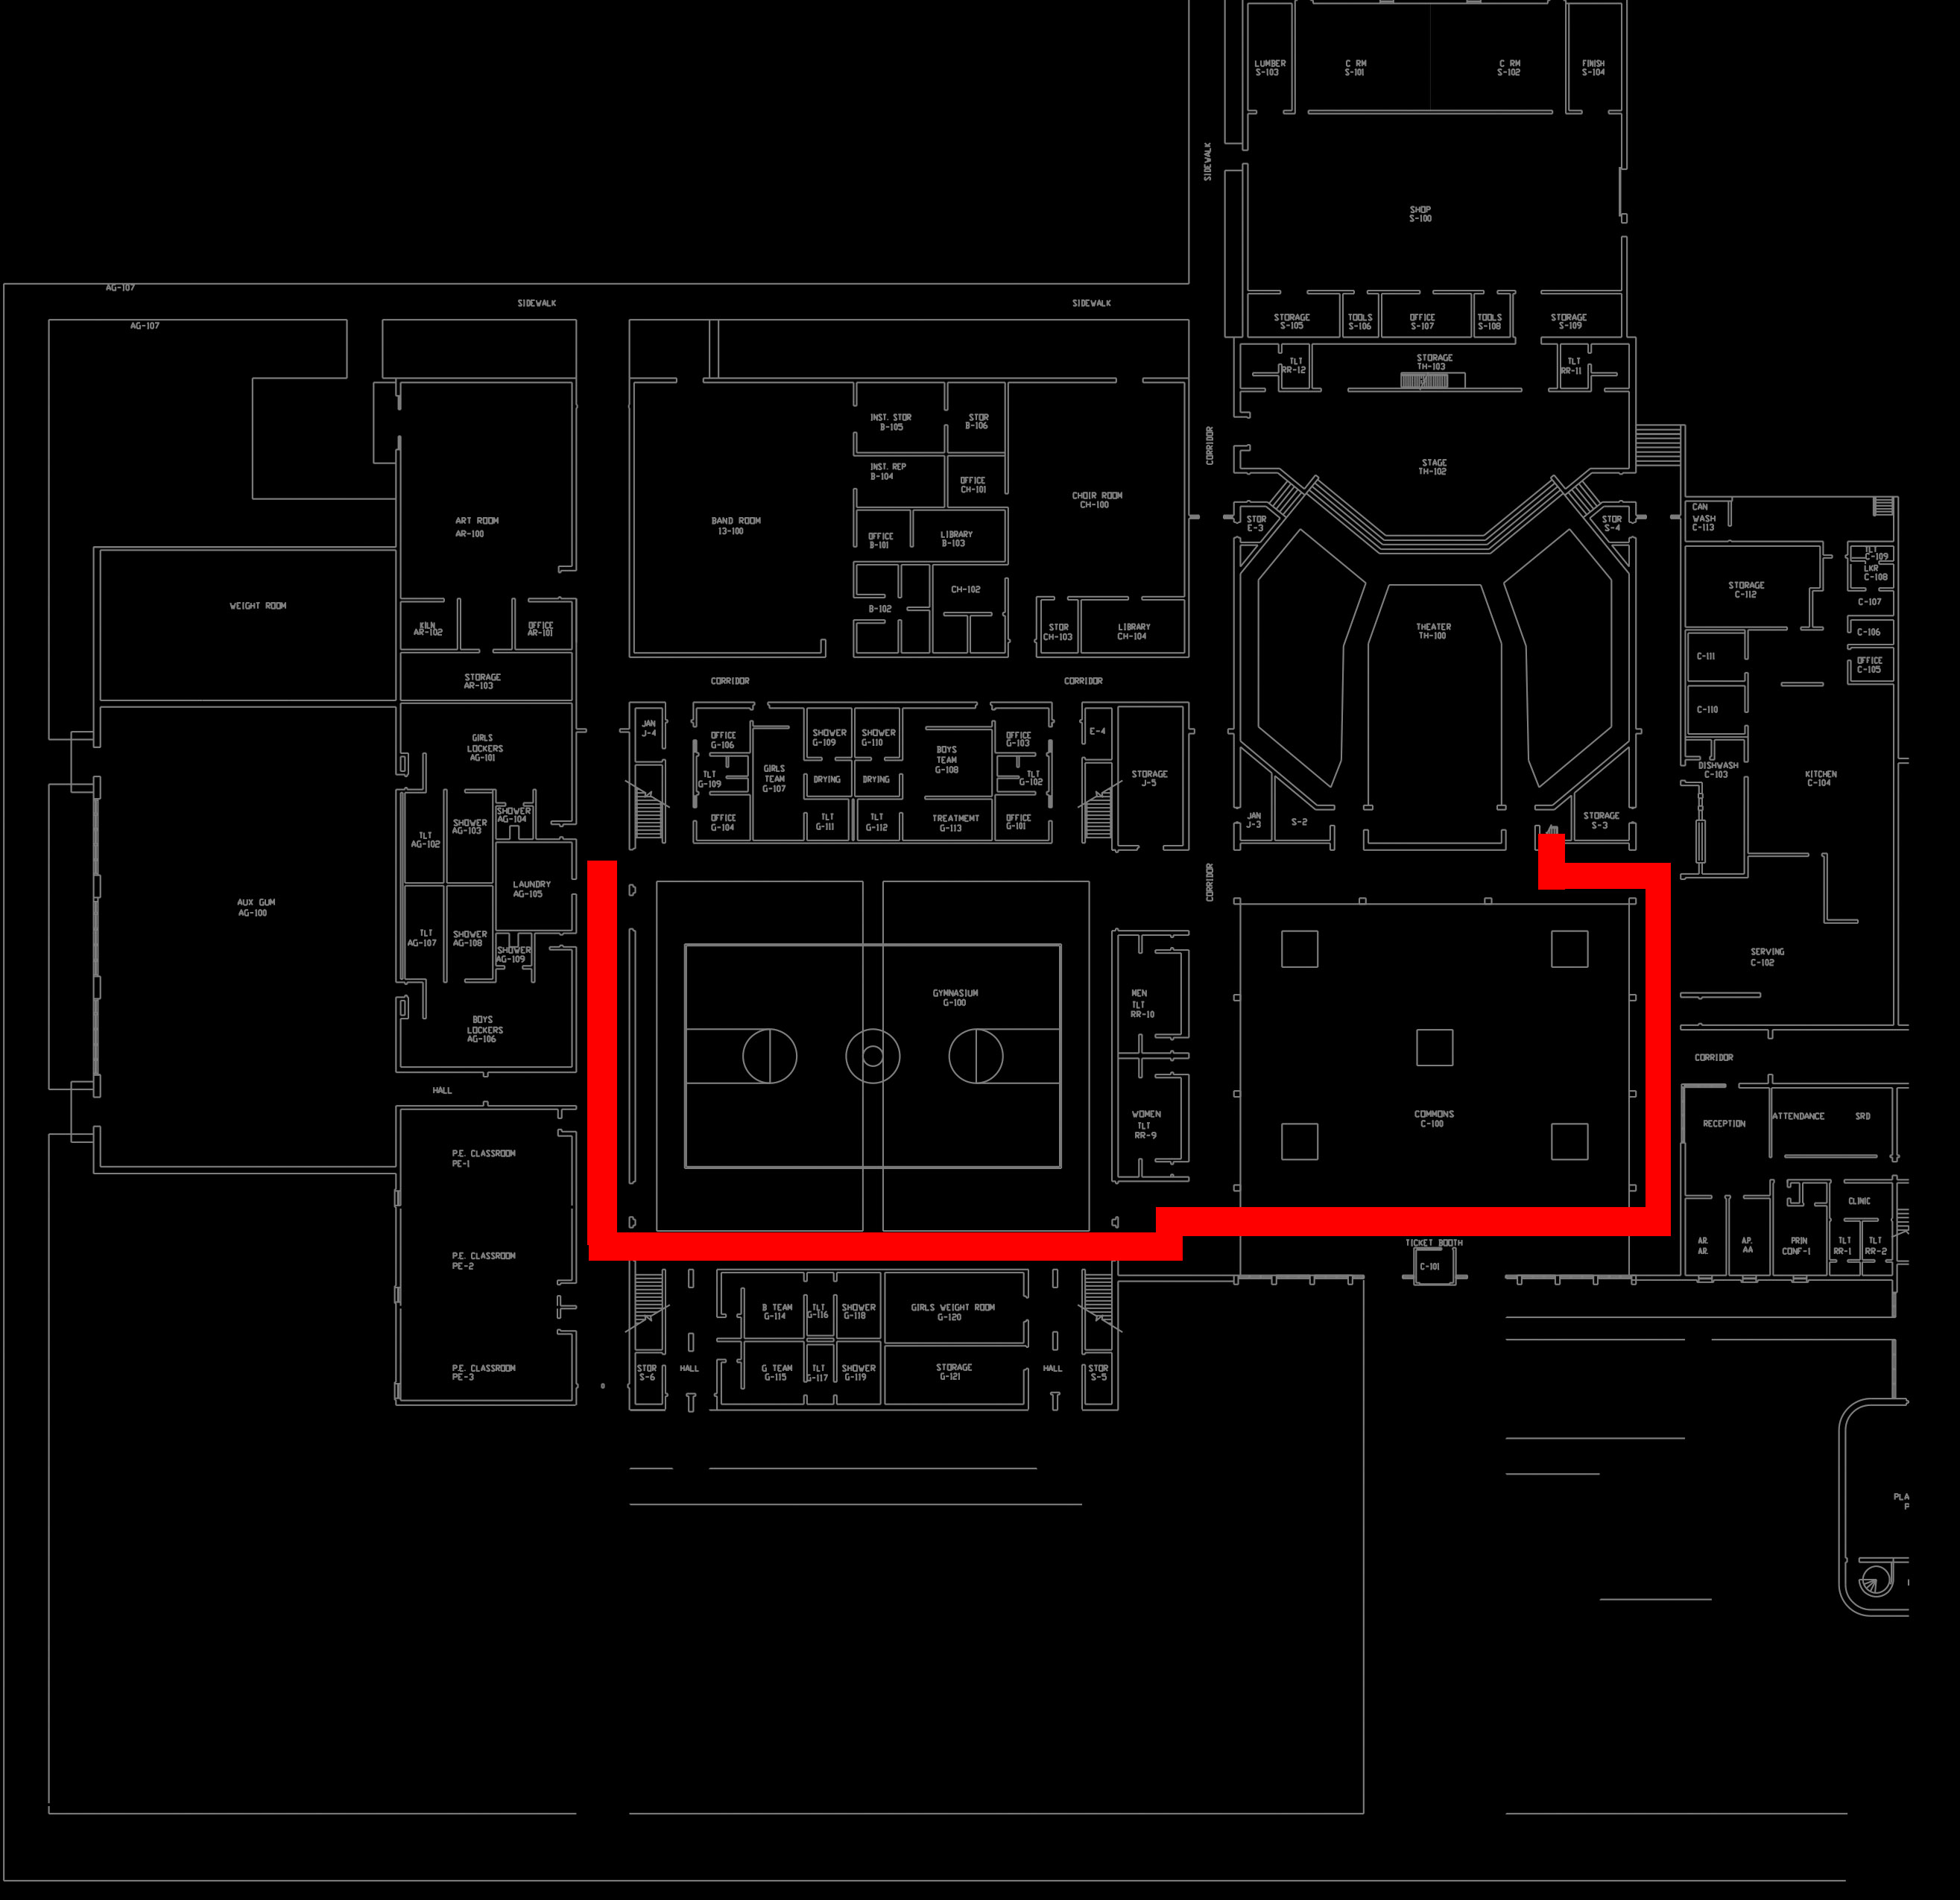 LUMBER
S-103
C RM
S-101
C RM
S-102
FINISH
S-104
SIDEWALK
SHOP
S-100
AG-107
SIDEWALK
SIDEWALK
AG-107
STORAGE
S-105
TOOLS
S-106
OFFICE
S-107
TOOLS
S-108
STORAGE
S-109
TLT
RR-12
STORAGE
TH-103
TLT
RR-11
INST. STOR
B-105
STOR
B-106
CORRIDOR
INST. REP
B-104
STAGE
TH-102
OFFICE
CH-101
CHOIR ROOM
CH-100
ART ROOM
AR-100
BAND ROOM
13-100
STOR
E-3
STOR
S-4
CAN
WASH
C-113
OFFICE
B-101
LIBRARY
B-103
TLT
C-109
LKR
C-108
STORAGE
C-112
CH-102
C-107
WEIGHT ROOM
B-102
KILN
AR-102
OFFICE
AR-101
STOR
CH-103
LIBRARY
CH-104
THEATER
TH-100
C-106
C-111
OFFICE
C-105
STORAGE
AR-103
CORRIDOR
CORRIDOR
C-110
JAN
J-4
OFFICE
G-106
SHOWER
G-109
SHOWER
G-110
OFFICE
G-103
E-4
GIRLS
LOCKERS
AG-101
BOYS
TEAM
G-108
TLT
G-109
GIRLS
TEAM
G-107
DRYING
DRYING
TLT
G-102
STORAGE
J-5
DISHWASH
C-103
KITCHEN
C-104
SHOWER
AG-104
SHOWER
AG-103
TLT
AG-102
OFFICE
G-104
TLT
G-111
TLT
G-112
TREATMEMT
G-113
OFFICE
G-101
JAN
J-3
S-2
STORAGE
S-3
LAUNDRY
AG-105
CORRIDOR
AUX GUM
AG-100
TLT
AG-107
SHOWER
AG-108
SHOWER
AG-109
SERVING
C-102
GYMNASIUM
G-100
MEN
TLT
RR-10
BOYS
LOCKERS
AG-106
CORRIDOR
HALL
WOMEN
TLT
RR-9
COMMONS
C-100
RECEPTION
ATTENDANCE
SRD
P.E. CLASSROOM
PE-1
CLINIC
P.E. CLASSROOM
PE-2
TICKET BOOTH
C-101
AR.
AR.
AP.
AA
PRIN
CONF-1
TLT
RR-1
TLT
RR-2
B TEAM
G-114
TLT
G-116
SHOWER
G-118
GIRLS WEIGHT ROOM
G-120
P.E. CLASSROOM
PE-3
STOR
S-6
HALL
G TEAM
G-115
TLT
G-117
SHOWER
G-119
STORAGE
G-121
HALL
STOR
S-5
PLA
P